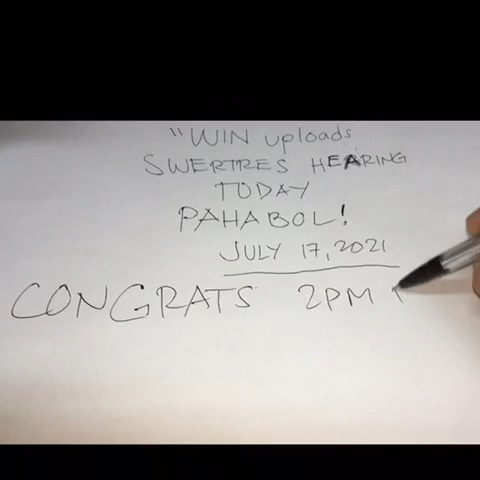 "WIN uploads
SWERTRES HEARING
TODAY
PAHABOL!
JULY 17, 2021
CONGRATS 2PM